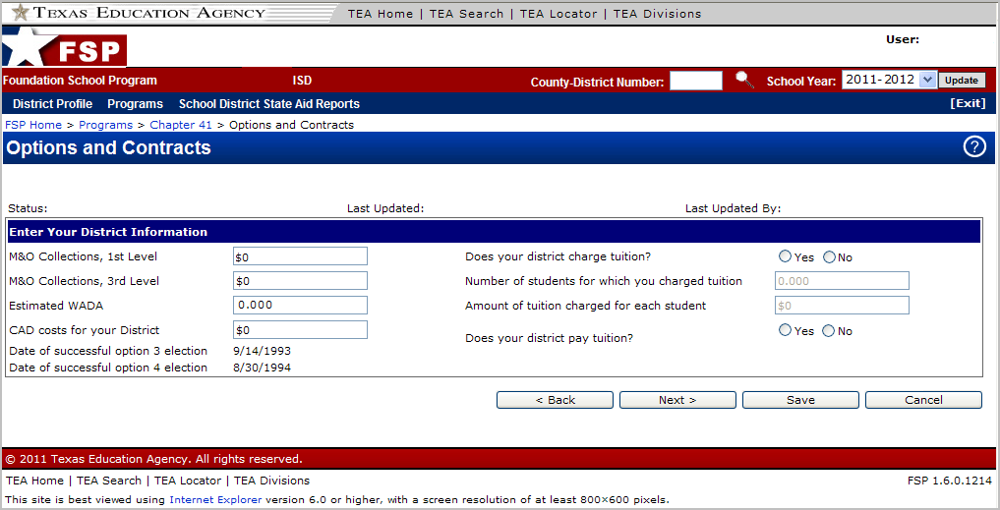 TEXAS EDUCATION AGENCY TEA Home | TEA Search | TEA Locator | TEA Divisions
User:
FSP
Foundation School Program ISD County-District Number: School Year: 2011-2012 Update
District Profile Programs School District State Aid Reports [Exit]
FSP Home > Programs > Chapter 41 > Options and Contracts
Options and Contracts ?
Status: Last Updated: Last Updated By:
Enter Your District Information
M&O Collections, 1st Level $0 Does your district charge tuition? Yes No
M&O Collections, 3rd Level $0 Number of students for which you charged tuition 0.000
Estimated WADA 0.000 Amount of tuition charged for each student $0
CAD costs for your District $0 Does your district pay tuition? Yes No
Date of successful option 3 election 9/14/1993
Date of successful option 4 election 8/30/1994
< Back Next > Save Cancel
© 2011 Texas Education Agency. All rights reserved.
TEA Home | TEA Search | TEA Locator | TEA Divisions FSP 1.6.0.1214
This site is best viewed using Internet Explorer version 6.0 or higher, with a screen resolution of at least 800×600 pixels.